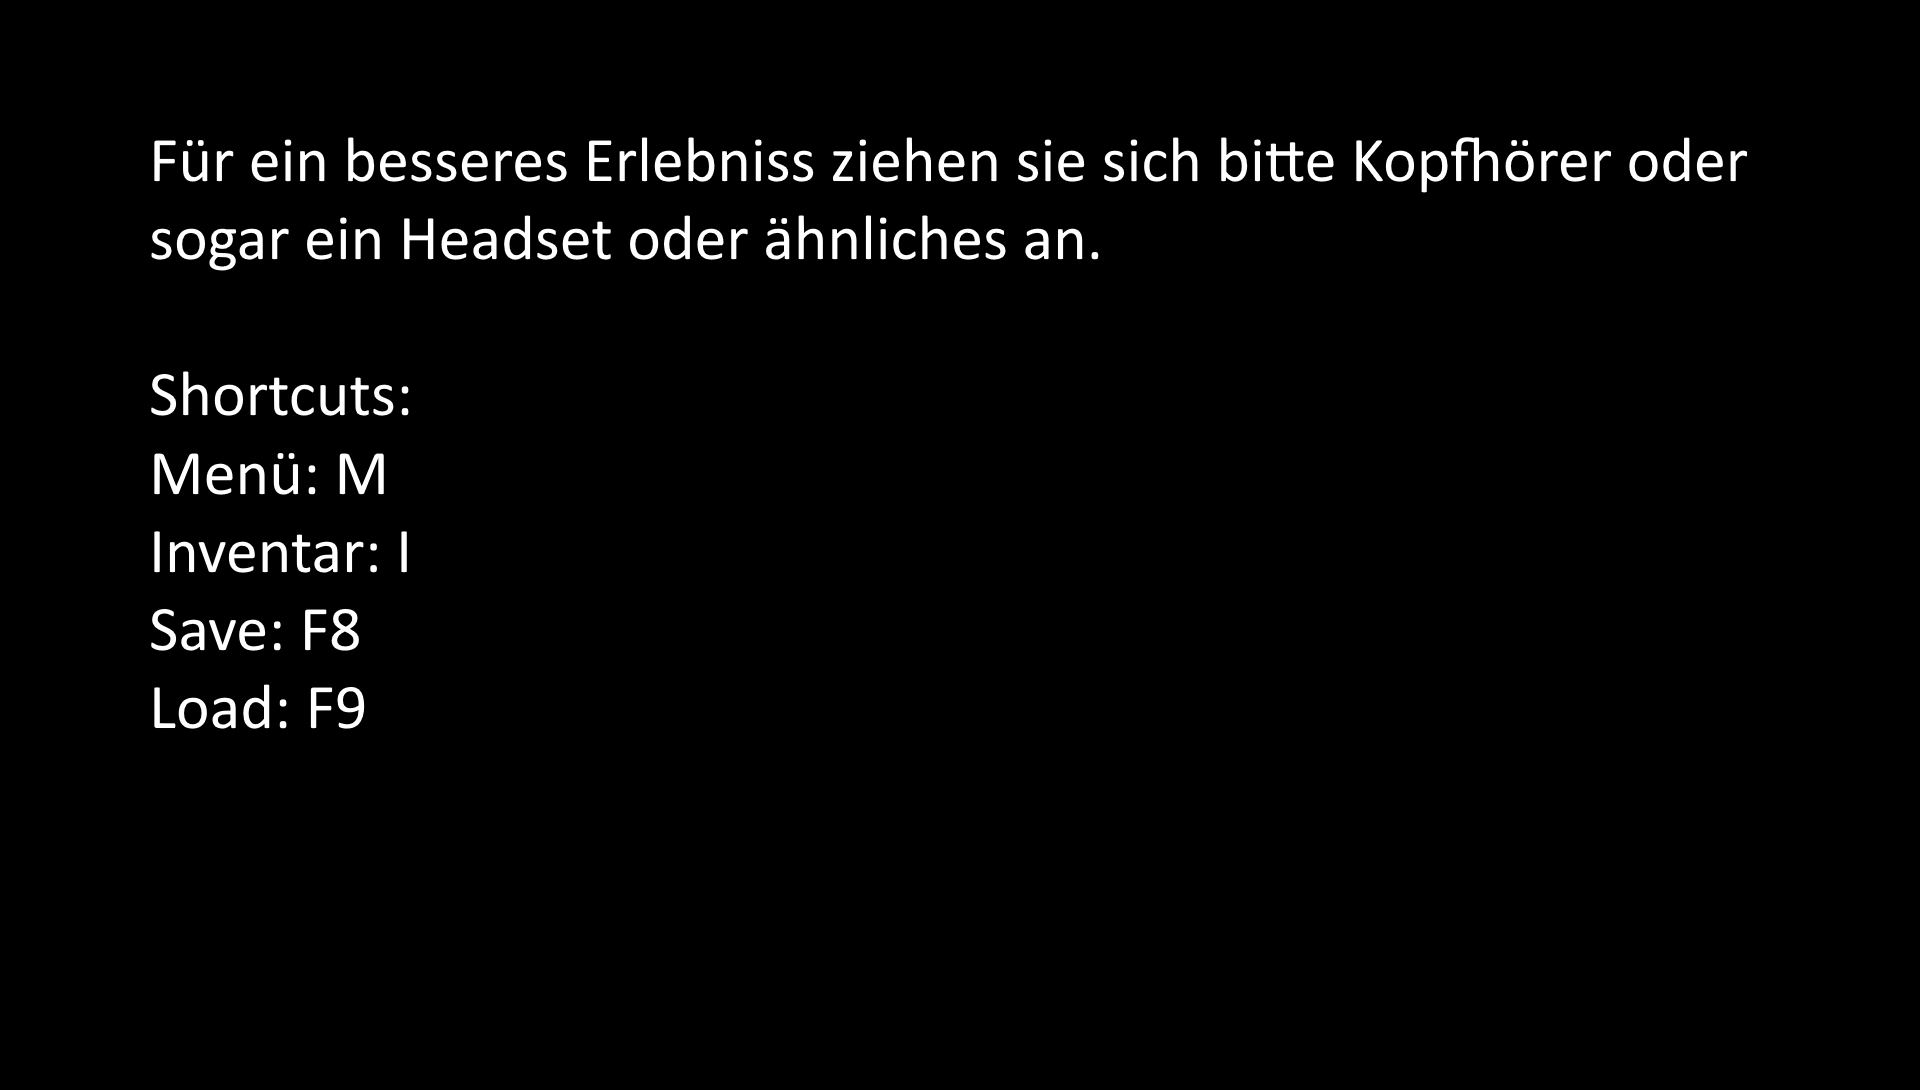 Für ein besseres Erlebniss ziehen sie sich bitte Kopfhörer oder
sogar ein Headset oder ähnliches an.
Shortcuts:
Menü: M
Inventar: I
Save: F8
Load: F9